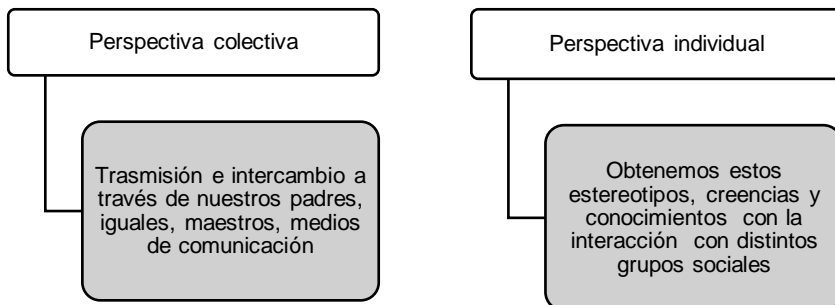 Perspectiva colectiva
Trasmisión e intercambio a
través de nuestros padres,
iguales, maestros, medios
de comunicación
Perspectiva individual
Obtenemos estos
estereotipos, creencias y
conocimientos con la
interacción con distintos
grupos sociales